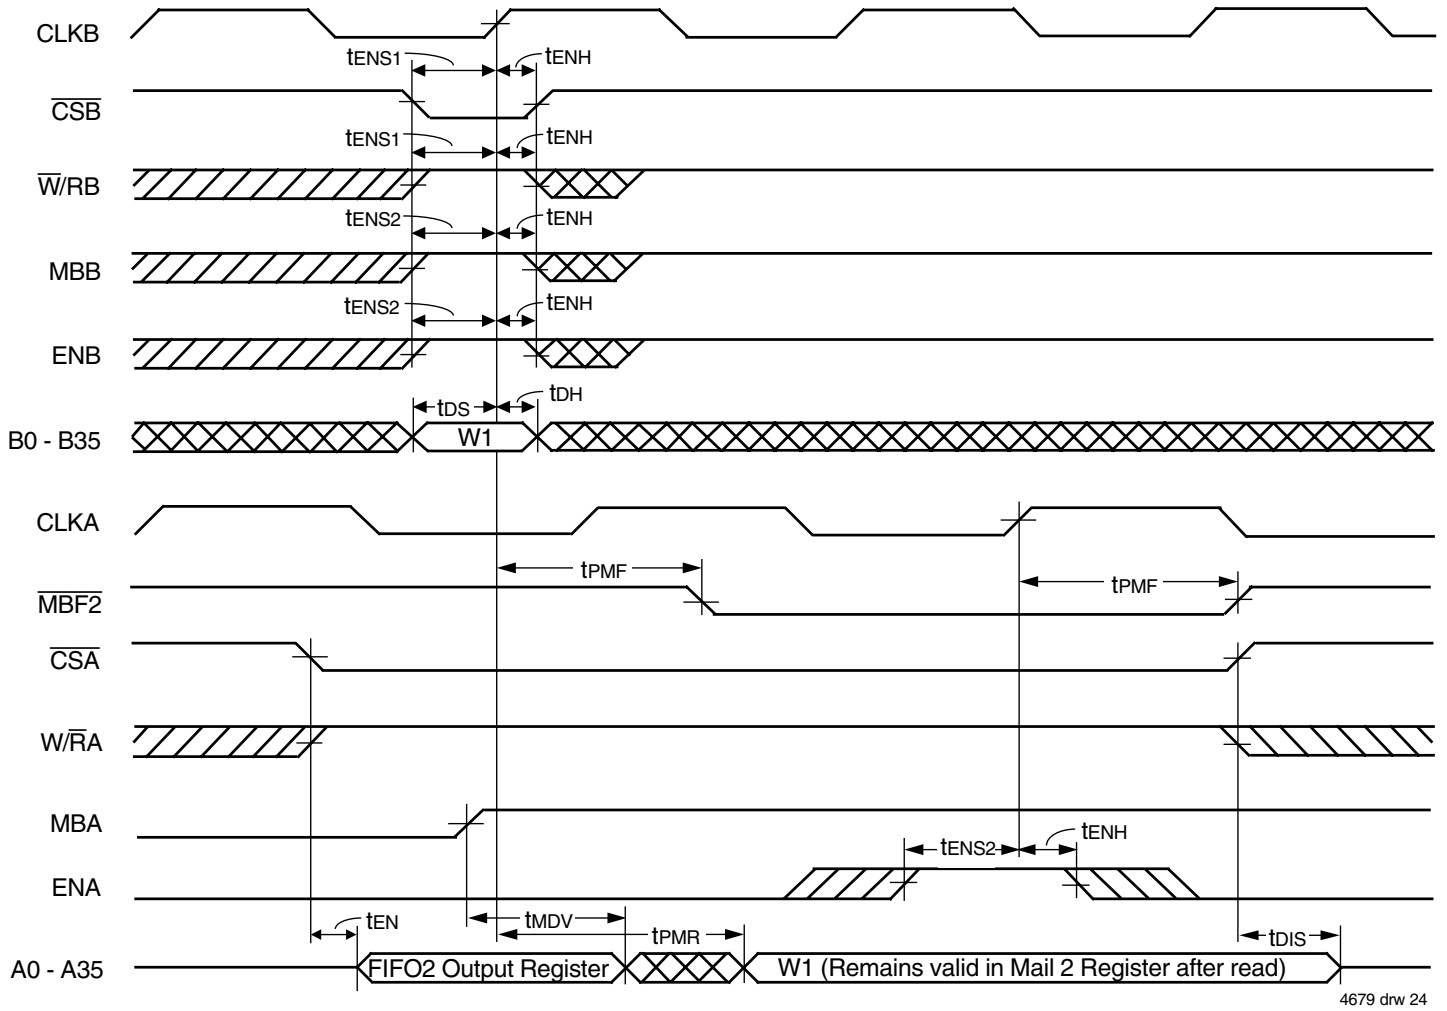 CLKB
tENS1
tENH
CSB
tENS1
tENH
W/RB
tENS2
tENH
MBB
tENS2
tENH
ENB
tDS
tDH
B0 - B35
W1
CLKA
tPMF
tPMF
MBF2
CSA
W/RA
MBA
tENS2
tENH
ENA
tEN
tMDV
tPMR
tDIS
A0 - A35
FIFO2 Output Register
W1 (Remains valid in Mail 2 Register after read)
4679 drw 24